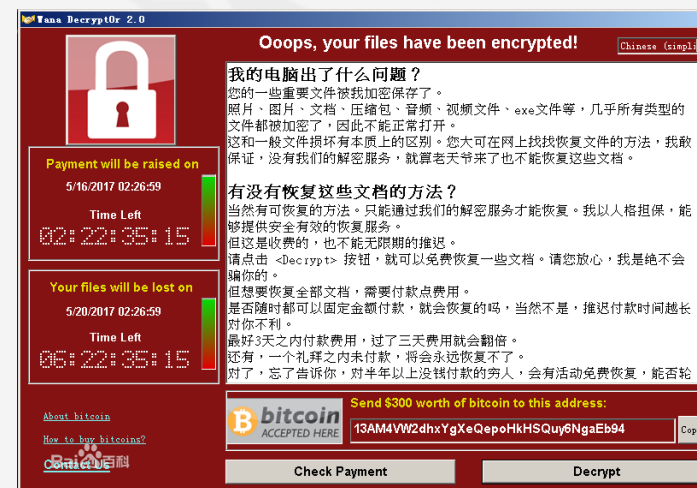 Wana Decrypt0r 2.0
Ooops, your files have been encrypted!
Chinese (simpli
我的电脑出了什么问题？
您的一些重要文件被我加密保存了。
照片、图片、文档、压缩包、音频、视频文件、exe文件等，几乎所有类型的
文件都被加密了，因此不能正常打开。
这和一般文件损坏有本质上的区别。您大可在网上找找恢复文件的方法，我敢
保证，没有我们的解密服务，就算老天爷来了也不能恢复这些文档。
有没有恢复这些文档的方法？
当然有可恢复的方法。只能通过我们的解密服务才能恢复。我以人格担保，能
够提供安全有效的恢复服务。
但这是收费的，也不能无限期的推迟。
请点击 <Decrypt> 按钮，就可以免费恢复一些文档。请您放心，我是绝不会
骗你的。
但想要恢复全部文档，需要付款点费用。
是否随时都可以固定金额付款，就会恢复的吗，当然不是，推迟付款时间越长
对你不利。
最好3天之内付款费用，过了三天费用就会翻倍。
还有，一个礼拜之内未付款，将会永远恢复不了。
对了，忘了告诉你，对半年以上没钱付款的穷人，会有活动免费恢复，能否轮
Payment will be raised on
5/16/2017 02:26:59
Time Left
02:22:35:15
Your files will be lost on
5/20/2017 02:26:59
Time Left
06:22:35:15
About bitcoin
How to buy bitcoins?
Contact Us
Bai百科
bitcoin
ACCEPTED HERE
Send $300 worth of bitcoin to this address:
13AM4VW2dhxYgXeQepoHkHSQuy6NgaEb94
Cop
Check Payment
Decrypt